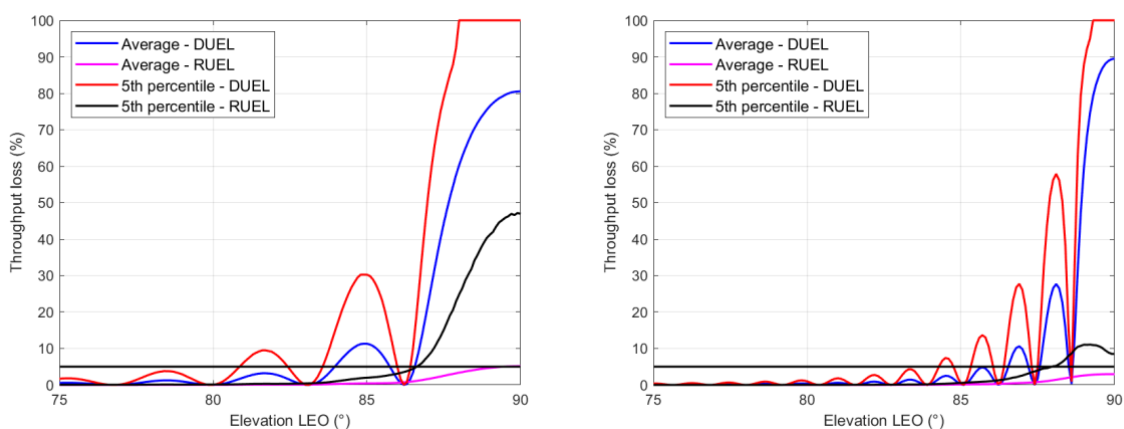 Average - DUEL
Average - RUEL
5th percentile - DUEL
5th percentile - RUEL
Throughput loss (%)
100
90
80
70
60
50
40
30
20
10
0
75
80
85
90
Elevation LEO (°)
Average - DUEL
Average - RUEL
5th percentile - DUEL
5th percentile - RUEL
Throughput loss (%)
100
90
80
70
60
50
40
30
20
10
0
75
80
85
90
Elevation LEO (°)